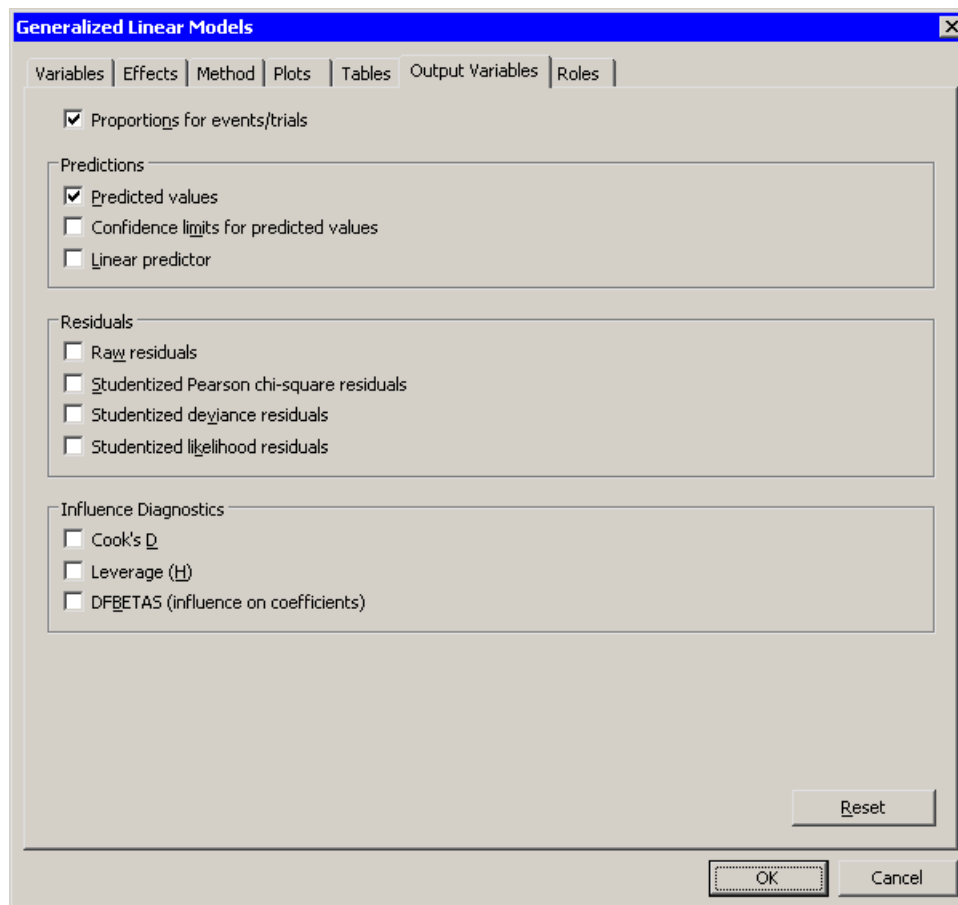 Generalized Linear Models
Variables Effects Method Plots Tables Output Variables Roles
Proportions for events/trials
Predictions
Predicted values
Confidence limits for predicted values
Linear predictor
Residuals
Raw residuals
Studentized Pearson chi-square residuals
Studentized deviance residuals
Studentized likelihood residuals
Influence Diagnostics
Cook's D
Leverage (H)
DFBETAS (influence on coefficients)
Reset
OK Cancel